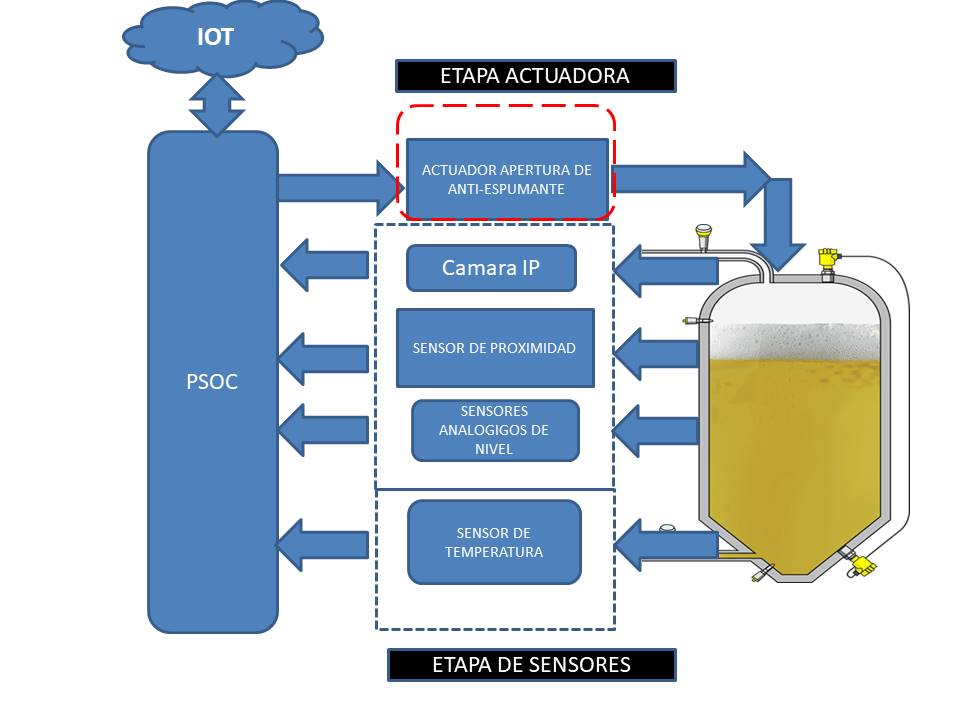 IOT
ETAPA ACTUADORA
ACTUADOR APERTURA DE
ANTI-ESPUMANTE
Camara IP
SENSOR DE PROXIMIDAD
PSOC
SENSORES
ANALOGIGOS DE
NIVEL
SENSOR DE
TEMPERATURA
ETAPA DE SENSORES